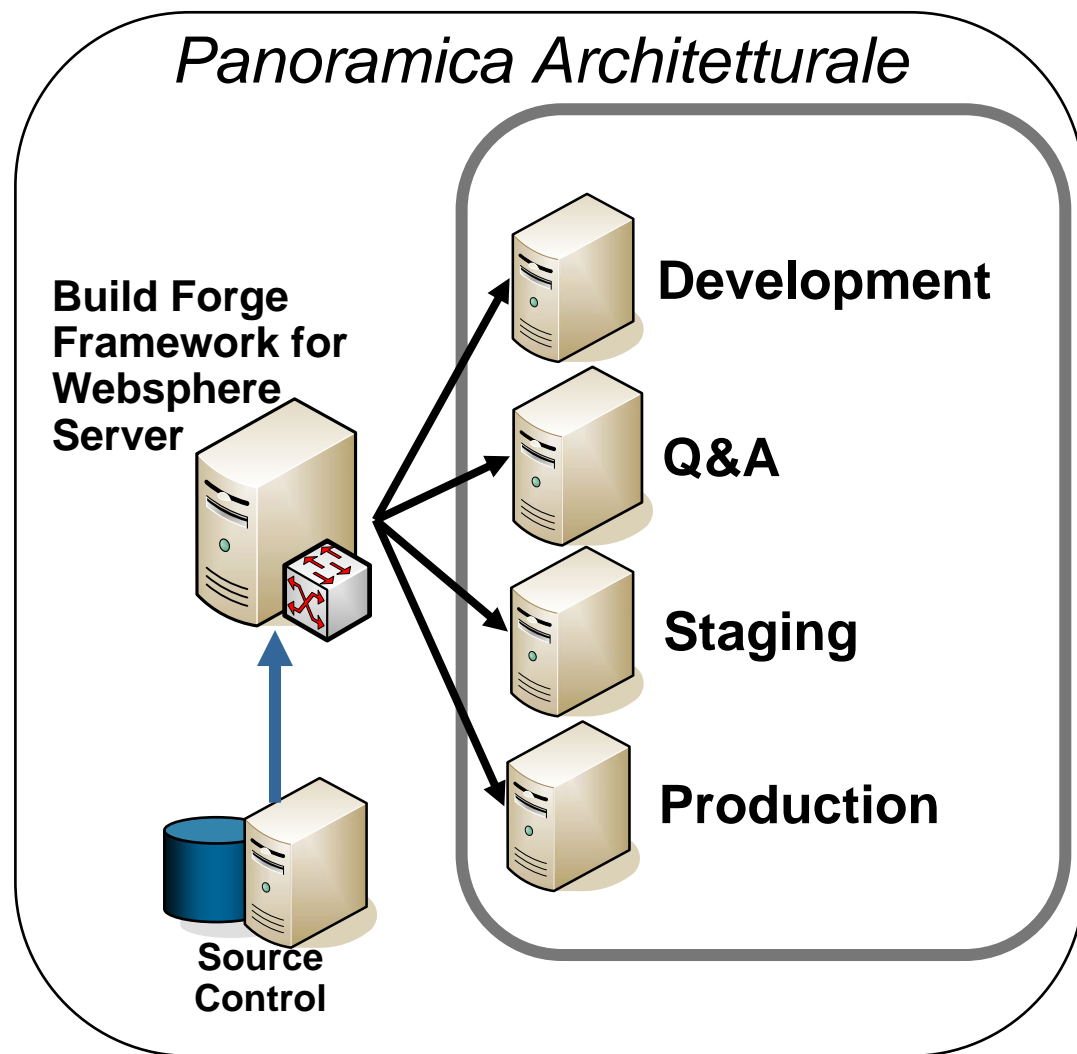 Panoramica Architetturale
Build Forge
Framework for
Websphere
Server
Development
Q&A
Staging
Production
Source
Control